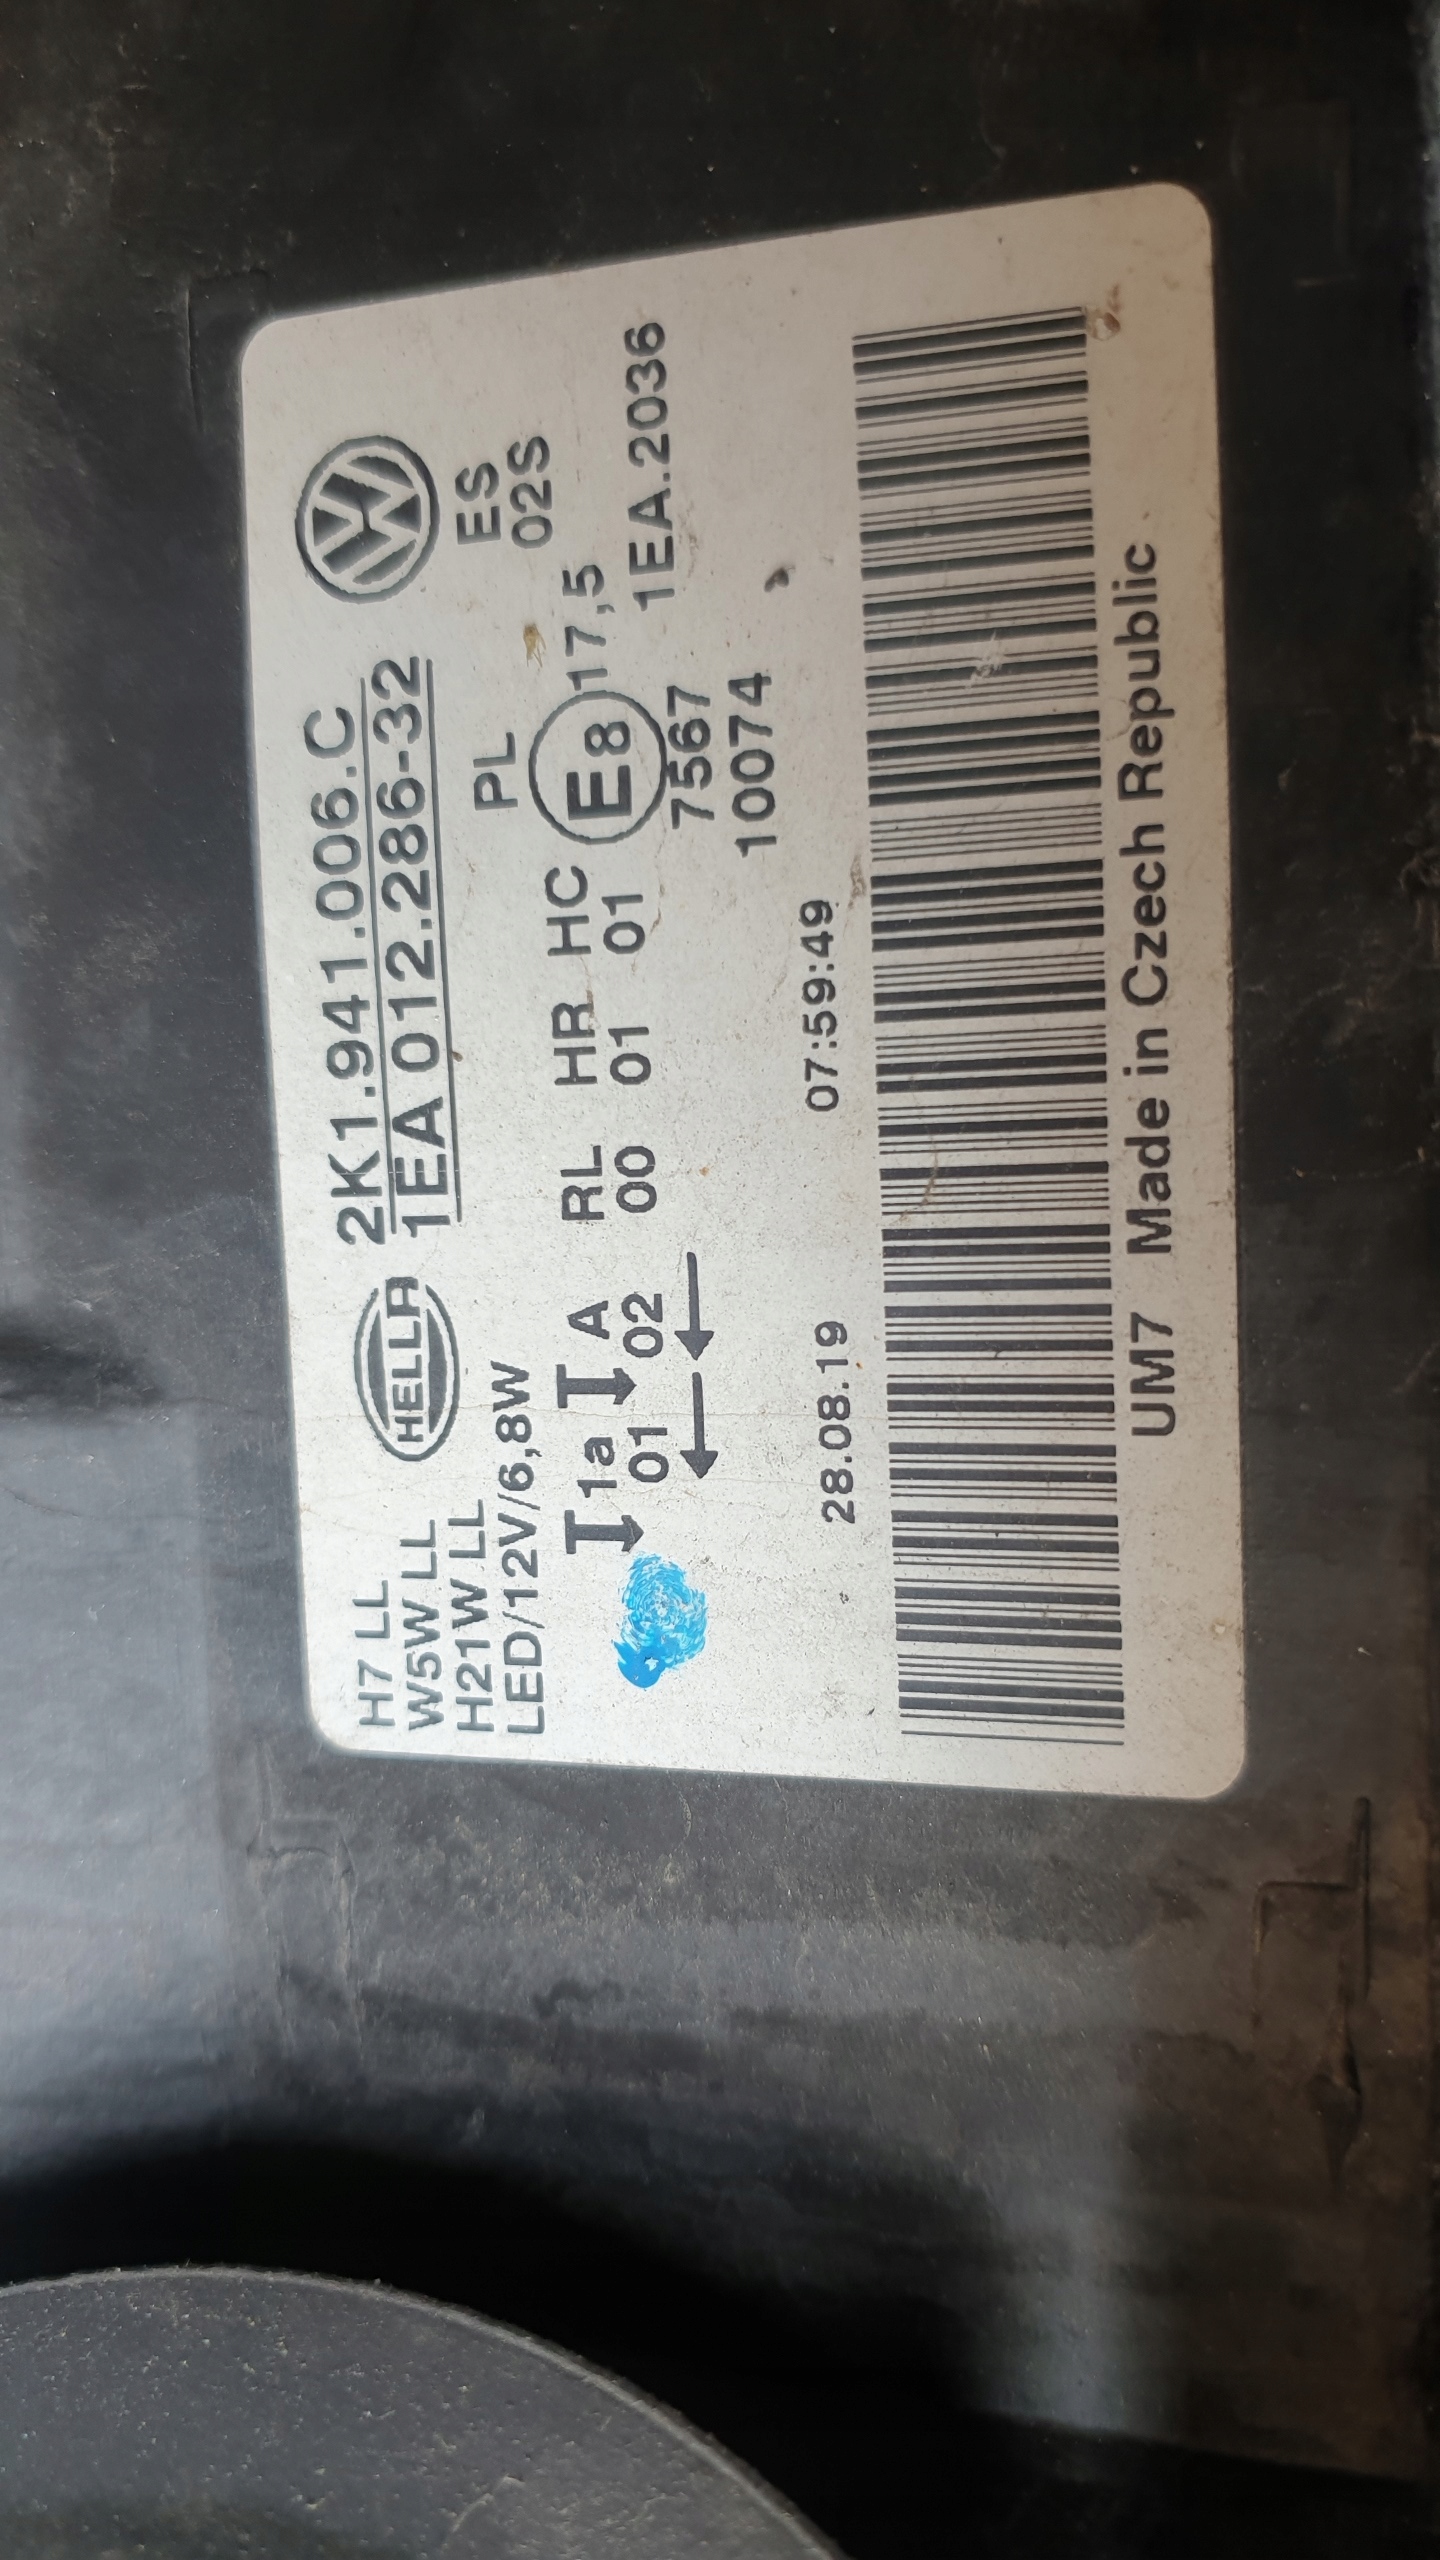 H7 LL
W5W LL
H21W LL
LED/12V/6,8W
HELLA
2K1.941.006.C
1EA 012.286-32
PL
ES
02S
1a A RL HR HC E8 17,5
01 02 00 01 01
7567 1EA.2036
10074
28.08.19 07:59:49
UM7 Made in Czech Republic